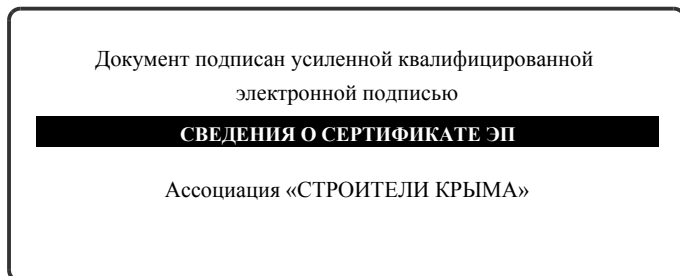 Документ подписан усиленной квалифицированной
электронной подписью
СВЕДЕНИЯ О СЕРТИФИКАТЕ ЭП
Ассоциация «СТРОИТЕЛИ КРЫМА»